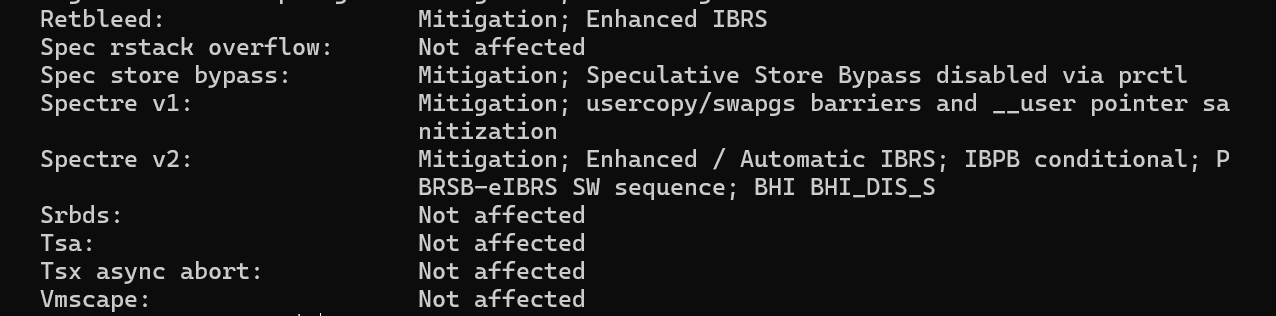 Retbleed: Mitigation; Enhanced IBRS
Spec rstack overflow: Not affected
Spec store bypass: Mitigation; Speculative Store Bypass disabled via prctl
Spectre v1: Mitigation; usercopy/swapgs barriers and __user pointer sa
nitization
Spectre v2: Mitigation; Enhanced / Automatic IBRS; IBPB conditional; P
BRSB-eIBRS SW sequence; BHI BHI_DIS_S
Srbds: Not affected
Tsa: Not affected
Tsx async abort: Not affected
Vmscape: Not affected